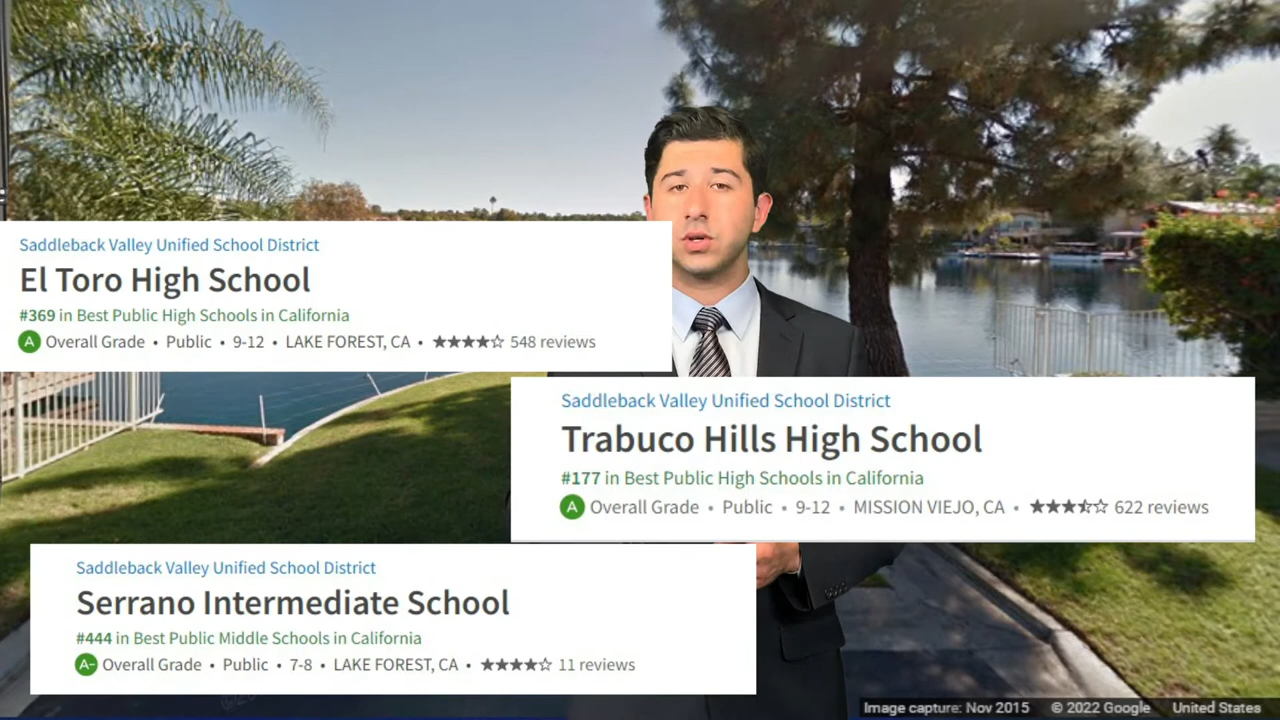 Saddleback Valley Unified School District
El Toro High School
#369 in Best Public High Schools in California
A Overall Grade • Public • 9-12 • LAKE FOREST, CA • ★★★★☆ 548 reviews
Saddleback Valley Unified School District
Trabuco Hills High School
#177 in Best Public High Schools in California
A Overall Grade • Public • 9-12 • MISSION VIEJO, CA • 622 reviews
Saddleback Valley Unified School District
Serrano Intermediate School
#444 in Best Public Middle Schools in California
A- Overall Grade • Public • 7-8 • LAKE FOREST, CA • ★★★★☆ 11 reviews
Image capture: Nov 2015 © 2022 Google United States